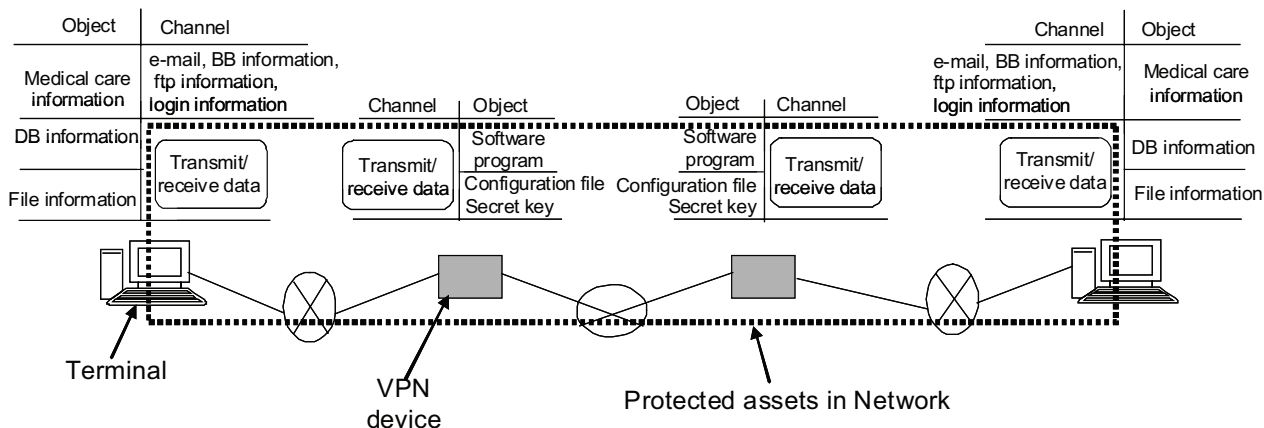 Object
Channel
Medical care
information
e-mail, BB information,
ftp information,
login information
DB information
Transmit/
receive data
File information
Channel
Object
Transmit/
receive data
Software
program
Configuration file
Secret key
Object
Channel
Software
program
Configuration file
Secret key
Transmit/
receive data
Channel
Object
e-mail, BB information,
ftp information,
login information
Medical care
information
Transmit/
receive data
DB information
File information
Terminal
VPN
device
Protected assets in Network